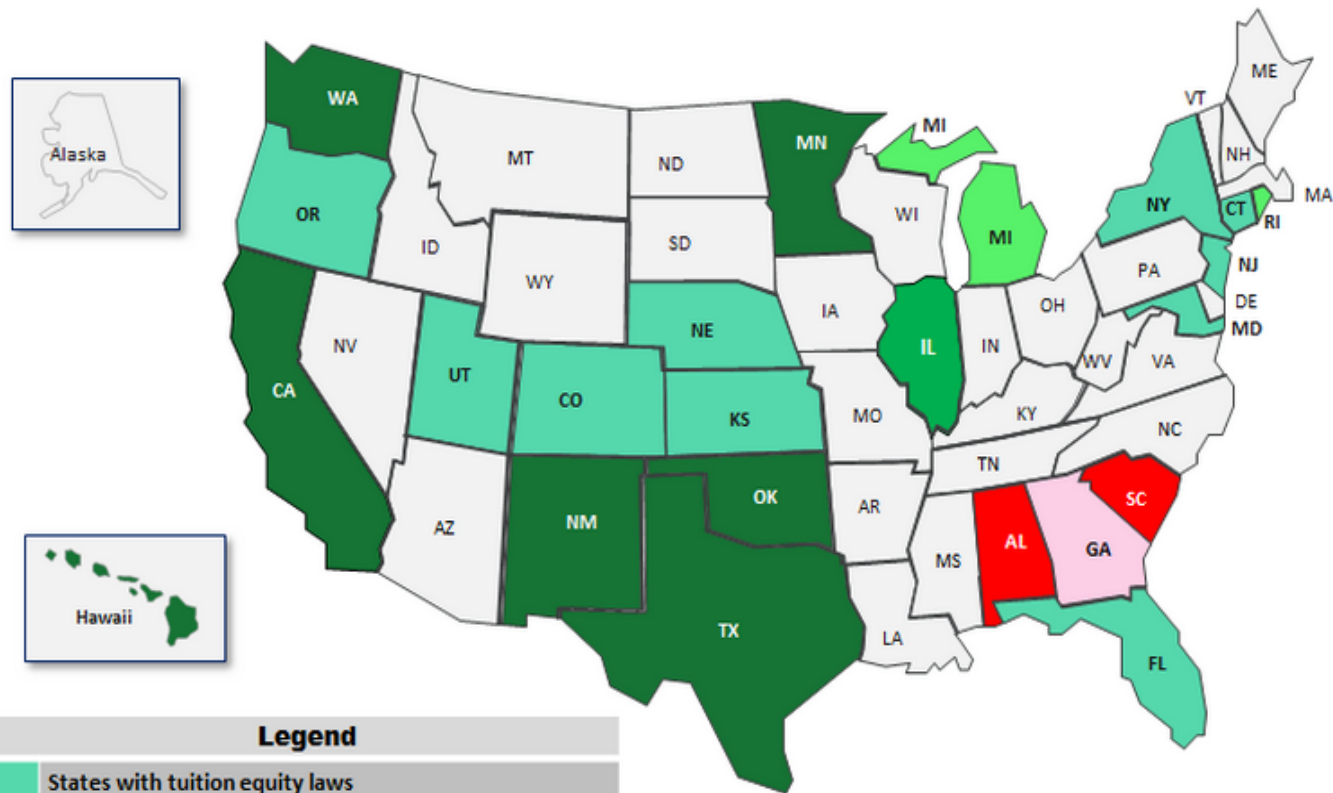 WA
MT
ND
MN
MI
ME
VT
NH
MA
Alaska
OR
ID
SD
WI
MI
NY
CT
RI
WY
IA
PA
NJ
DE
MD
NV
UT
NE
IL
IN
OH
WV
VA
CA
CO
KS
MO
KY
NC
AZ
NM
OK
AR
TN
SC
MS
AL
GA
Hawaii
TX
LA
FL
Legend
States with tuition equity laws